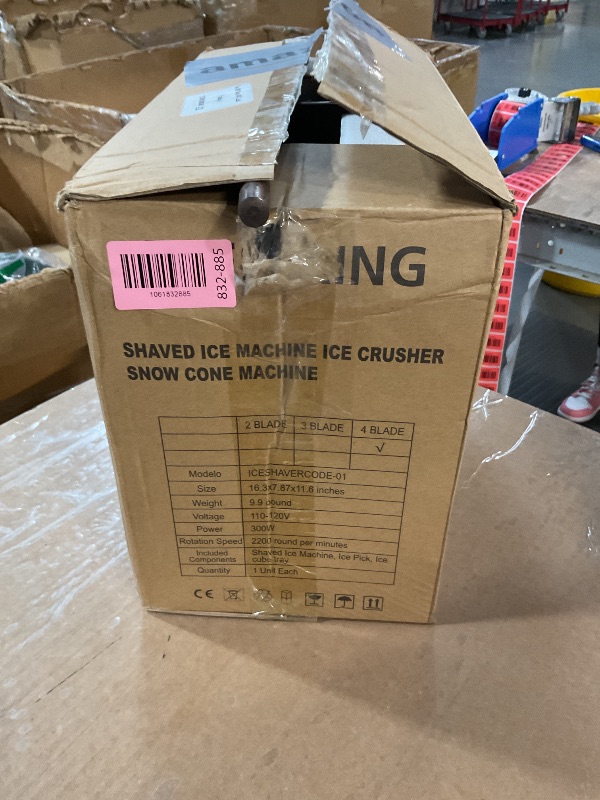 ama
ING
1061832885
832-885
SHAVED ICE MACHINE ICE CRUSHER
SNOW CONE MACHINE
2 BLADE 3 BLADE 4 BLADE
√
Modelo ICESHAVERCODE-01
Size 16.3x7.87x11.8 inches
Weight 9.9 pound
Voltage 110-120V
Power 300W
Rotation Speed 2200 round per minutes
Included Components Shaved Ice Machine, Ice Pick, Ice
cube tray
Quantity 1 Unit Each
CE